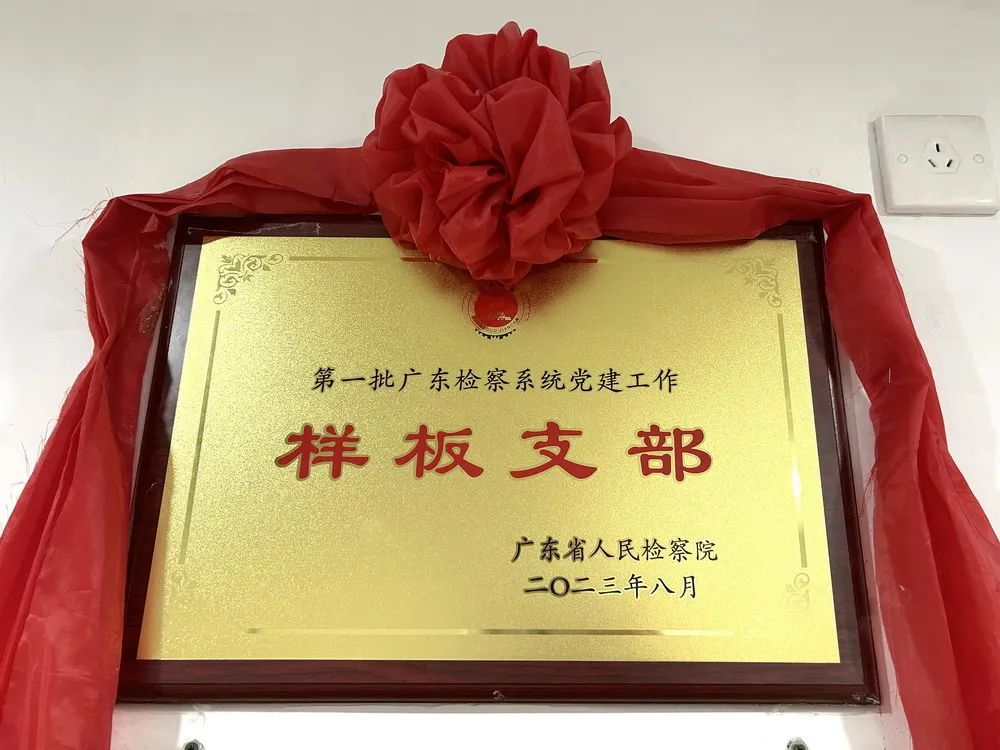 第一批广东检察系统党建工作
样板支部
广东省人民检察院
二〇二三年八月